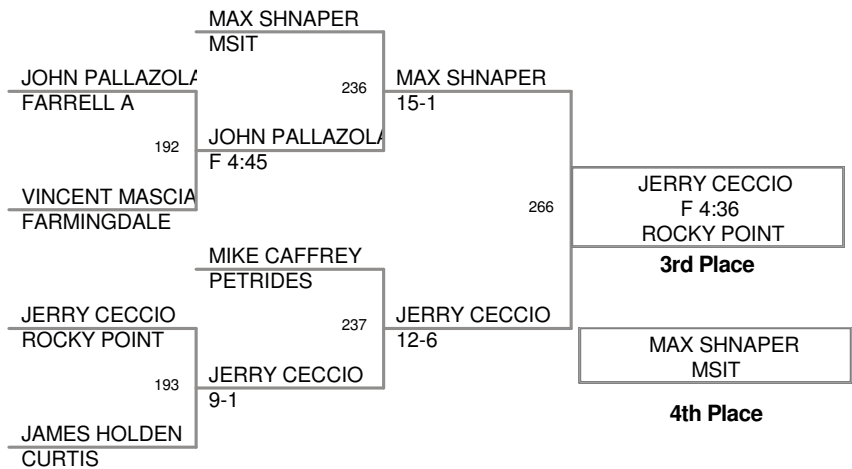 MAX SHNAPER
MSIT
JOHN PALLAZOLA
FARRELL A
236
MAX SHNAPER
15-1
192
JOHN PALLAZOLA
F 4:45
VINCENT MASCIA
FARMINGDALE
266
JERRY CECCIO
F 4:36
ROCKY POINT
3rd Place
MIKE CAFFREY
PETRIDES
JERRY CECCIO
ROCKY POINT
237
JERRY CECCIO
12-6
193
JERRY CECCIO
9-1
MAX SHNAPER
MSIT
4th Place
JAMES HOLDEN
CURTIS